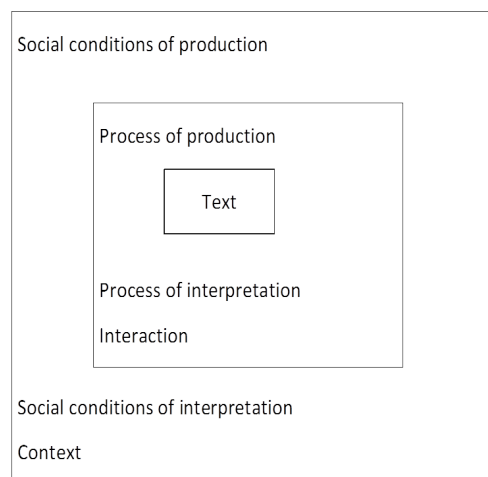 Social conditions of production
Process of production
Text
Process of interpretation
Interaction
Social conditions of interpretation
Context